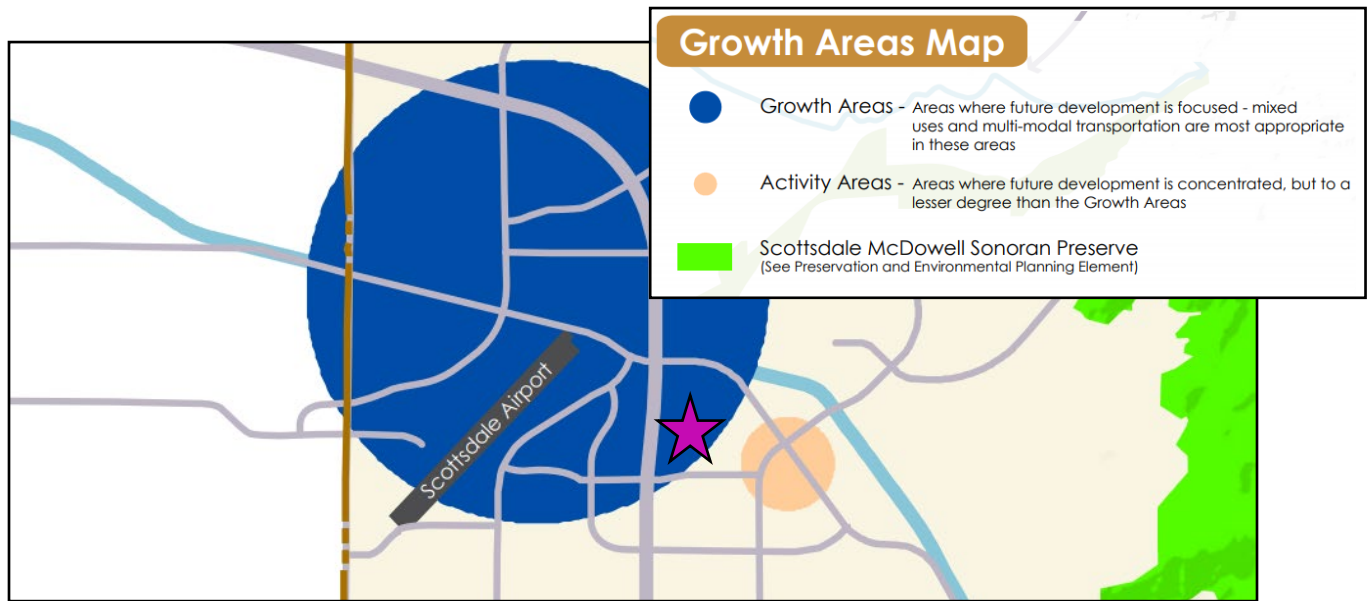 Growth Areas Map
Growth Areas - Areas where future development is focused - mixed
uses and multi-modal transportation are most appropriate
in these areas
Activity Areas - Areas where future development is concentrated, but to a
lesser degree than the Growth Areas
Scottsdale McDowell Sonoran Preserve
(See Preservation and Environmental Planning Element)
Scottsdale Airport